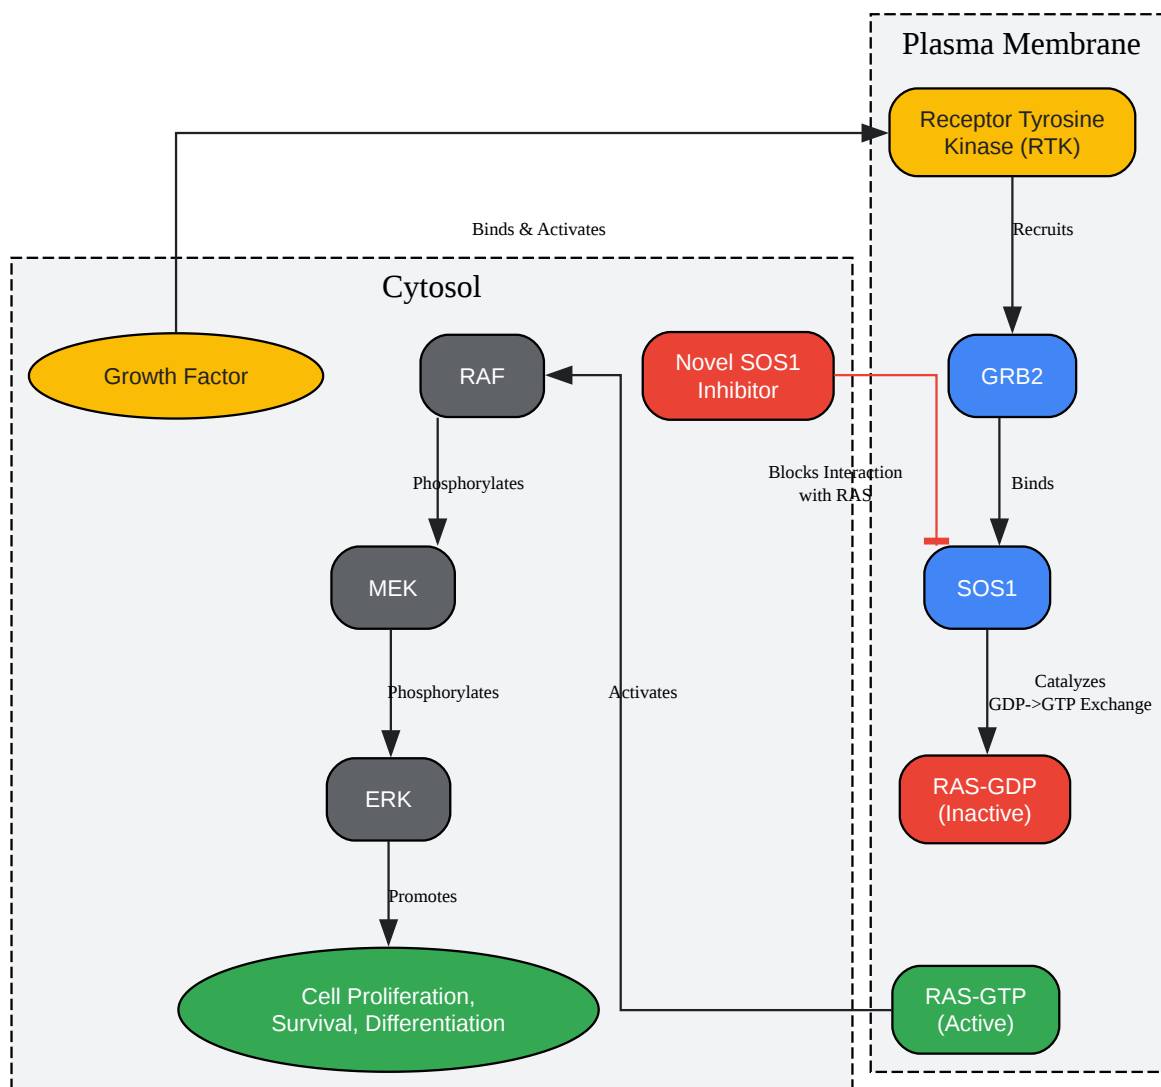 Plasma Membrane
Receptor Tyrosine
Kinase (RTK)
Binds & Activates
Recruits
Cytosol
Growth Factor
RAF
Novel SOS1
Inhibitor
GRB2
Phosphorylates
Blocks Interaction
with RAS
Binds
MEK
SOS1
Phosphorylates
Activates
Catalyzes
GDP->GTP Exchange
ERK
RAS-GDP
(Inactive)
Promotes
Cell Proliferation,
Survival, Differentiation
RAS-GTP
(Active)